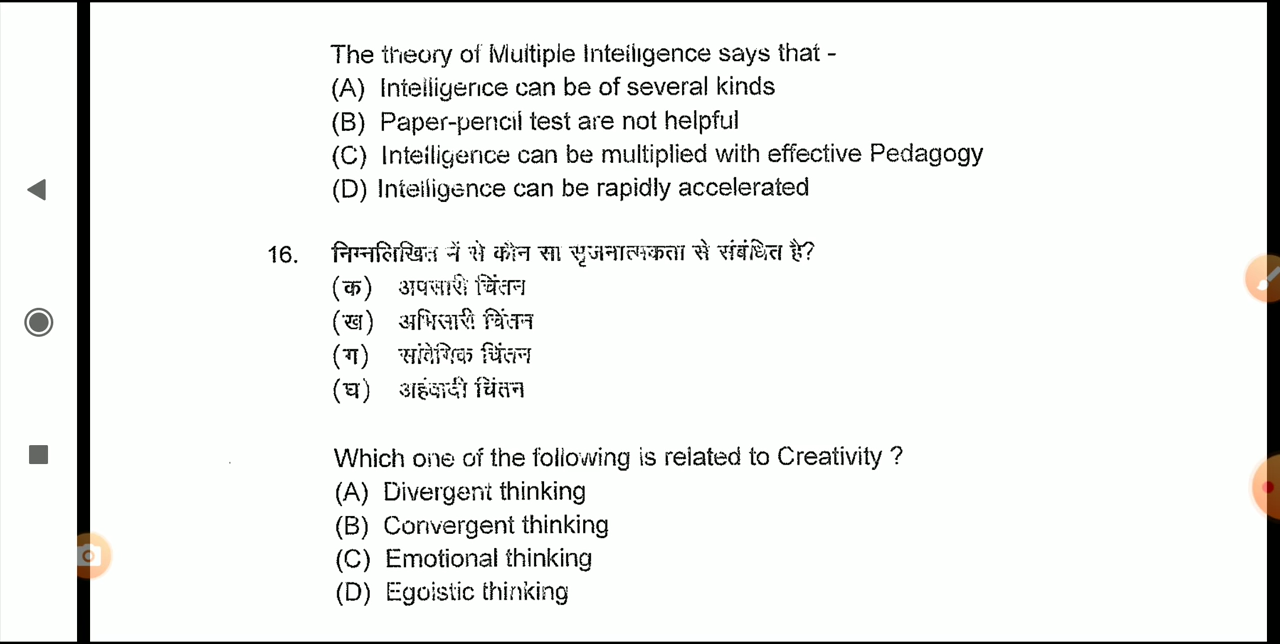 The theory of Multiple Intelligence says that -
(A) Intelligence can be of several kinds
(B) Paper-pencil test are not helpful
(C) Intelligence can be multiplied with effective Pedagogy
(D) Intelligence can be rapidly accelerated
16. निम्नलिखित में से कौन सा सृजनात्मकता से संबंधित है?
(क) अपसारी चिंतन
(ख) अभिसारी चिंतन
(ग) सांवेगिक चिंतन
(घ) अहंवादी चिंतन
Which one of the following is related to Creativity ?
(A) Divergent thinking
(B) Convergent thinking
(C) Emotional thinking
(D) Egoistic thinking